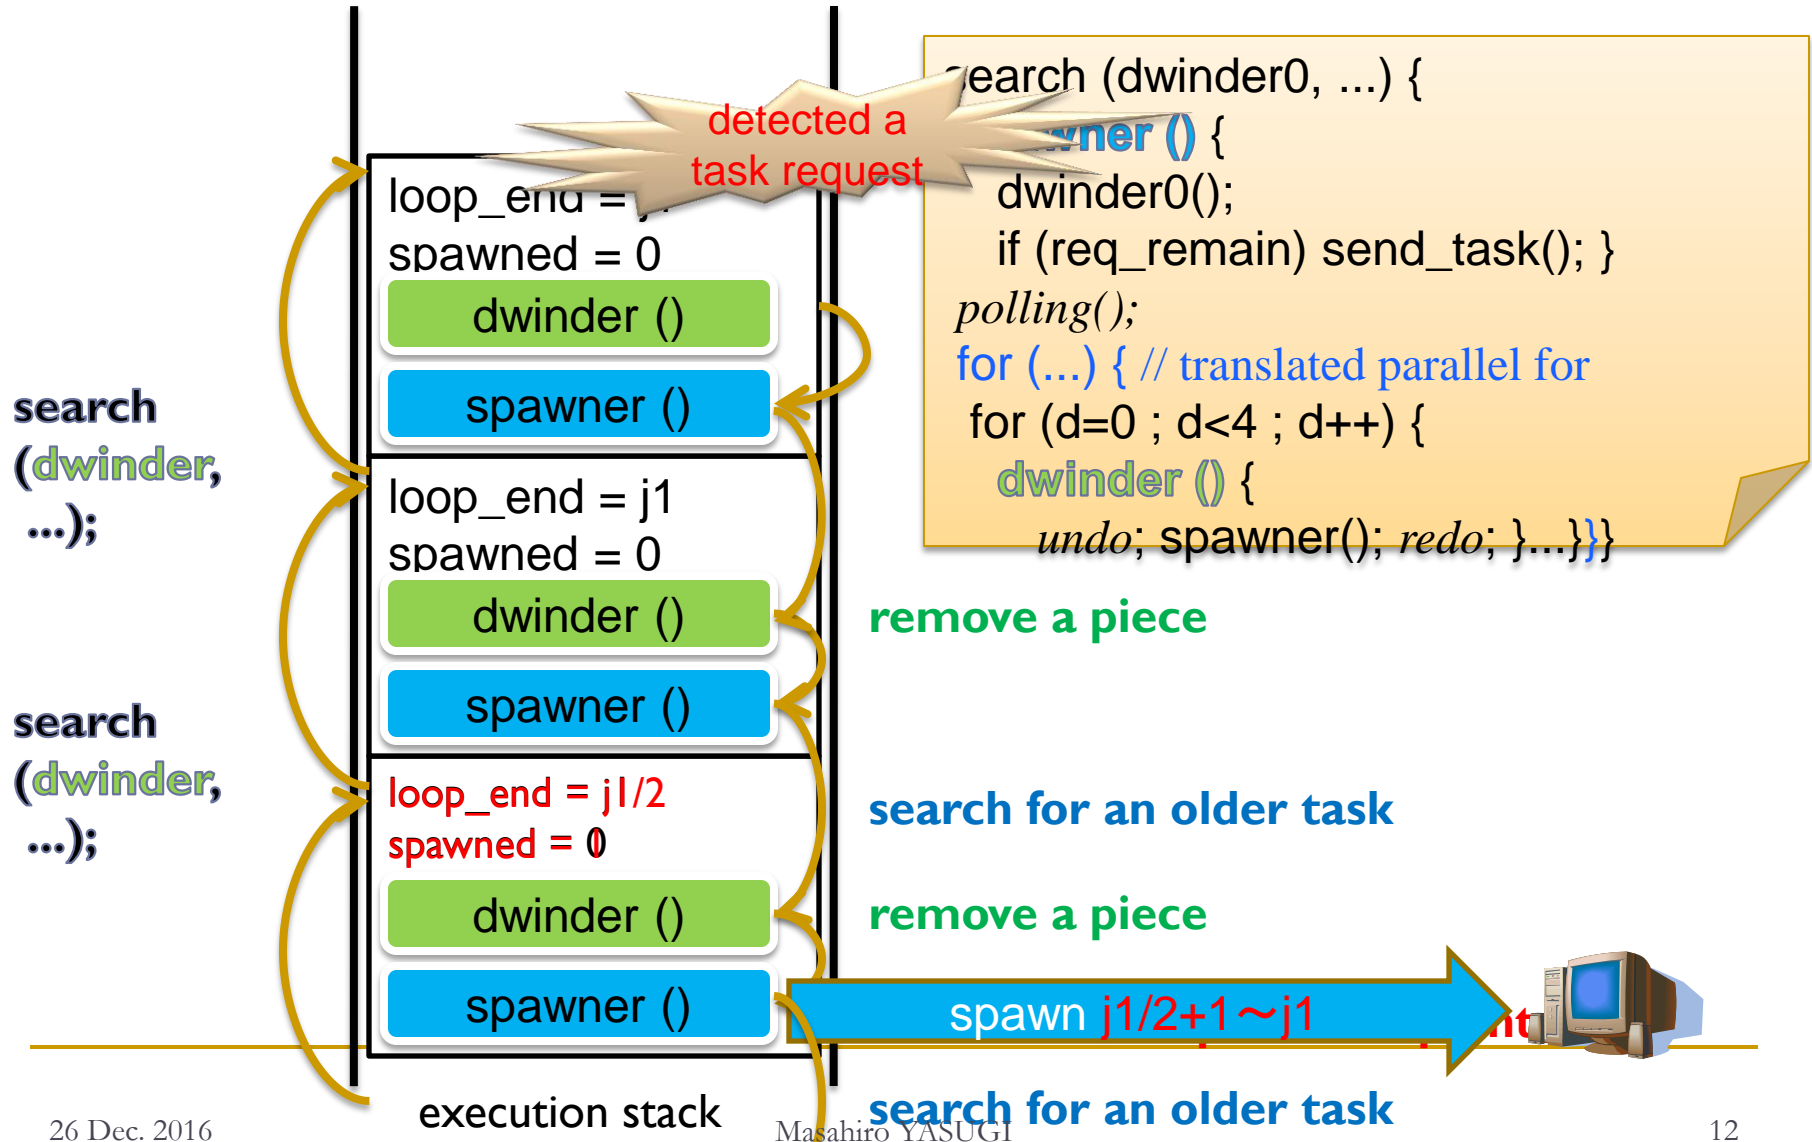 detected a
task request
loop_end =
spawned = 0
dwinder ()
spawner ()
loop_end = j1
spawned = 0
dwinder ()
spawner ()
loop_end = j1/2
spawned =
dwinder ()
spawner ()
execution stack
search
(dwinder,
...);
search
(dwinder,
...);
search (dwinder0, ...) {
() {
dwinder0();
if (req_remain) send_task(); }
polling();
for (...) { // translated parallel for
for (d=0 ; d<4 ; d++) {
dwinder () {
undo; spawner(); redo; }...}}}
remove a piece
search for an older task
remove a piece
spawn j1/2+1～j1
search for an older task
26 Dec. 2016
Masahiro YASUGI
12